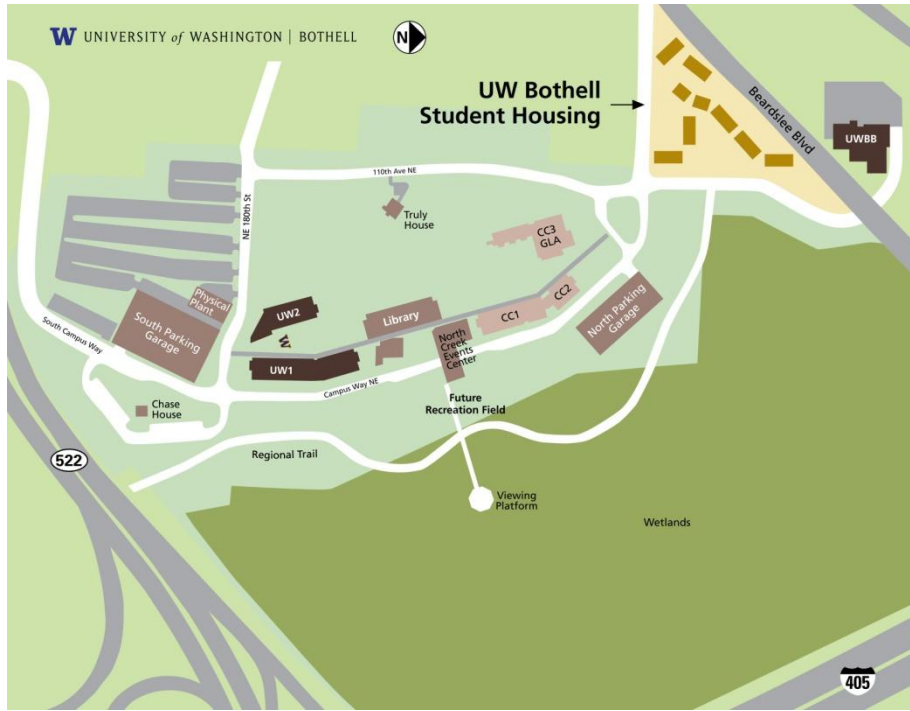 W UNIVERSITY of WASHINGTON | BOTHELL
N
UW Bothell
Student Housing
Beardslee Blvd
UWBB
110th Ave NE
Truly
House
NE 180th St
CC3
GLA
Physical
Plant
South Parking
Garage
South Campus Way
UW2
W
Library
CC2
CC1
North Parking
Garage
North
Creek
Events
Center
UW1
Campus Way NE
Chase
House
Future
Recreation Field
Regional Trail
522
Viewing
Platform
Wetlands
405